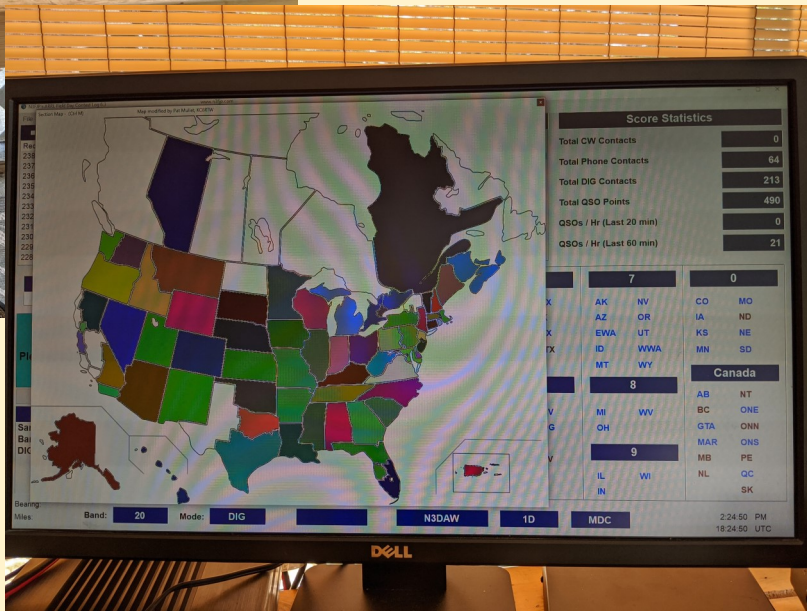 Map modified by Pat Mullet, KC8RSW
Section Map
Score Statistics
Total CW Contacts 0
Total Phone Contacts 64
Total DIG Contacts 213
Total QSO Points 490
QSOs / Hr (Last 20 min) 0
QSOs / Hr (Last 60 min) 21
7
AK NV
AZ OR
EWA UT
ID WWA
MT WY
8
MI WV
OH
9
IL WI
IN
0
CO MO
IA ND
KS NE
MN SD
Canada
AB NT
BC ONE
GTA ONN
MAR ONS
MB PE
NL QC
SK
Bearing:
Miles:
Band: 20 Mode: DIG N3DAW 1D MDC
2:24:50 PM
18:24:50 UTC
DELL